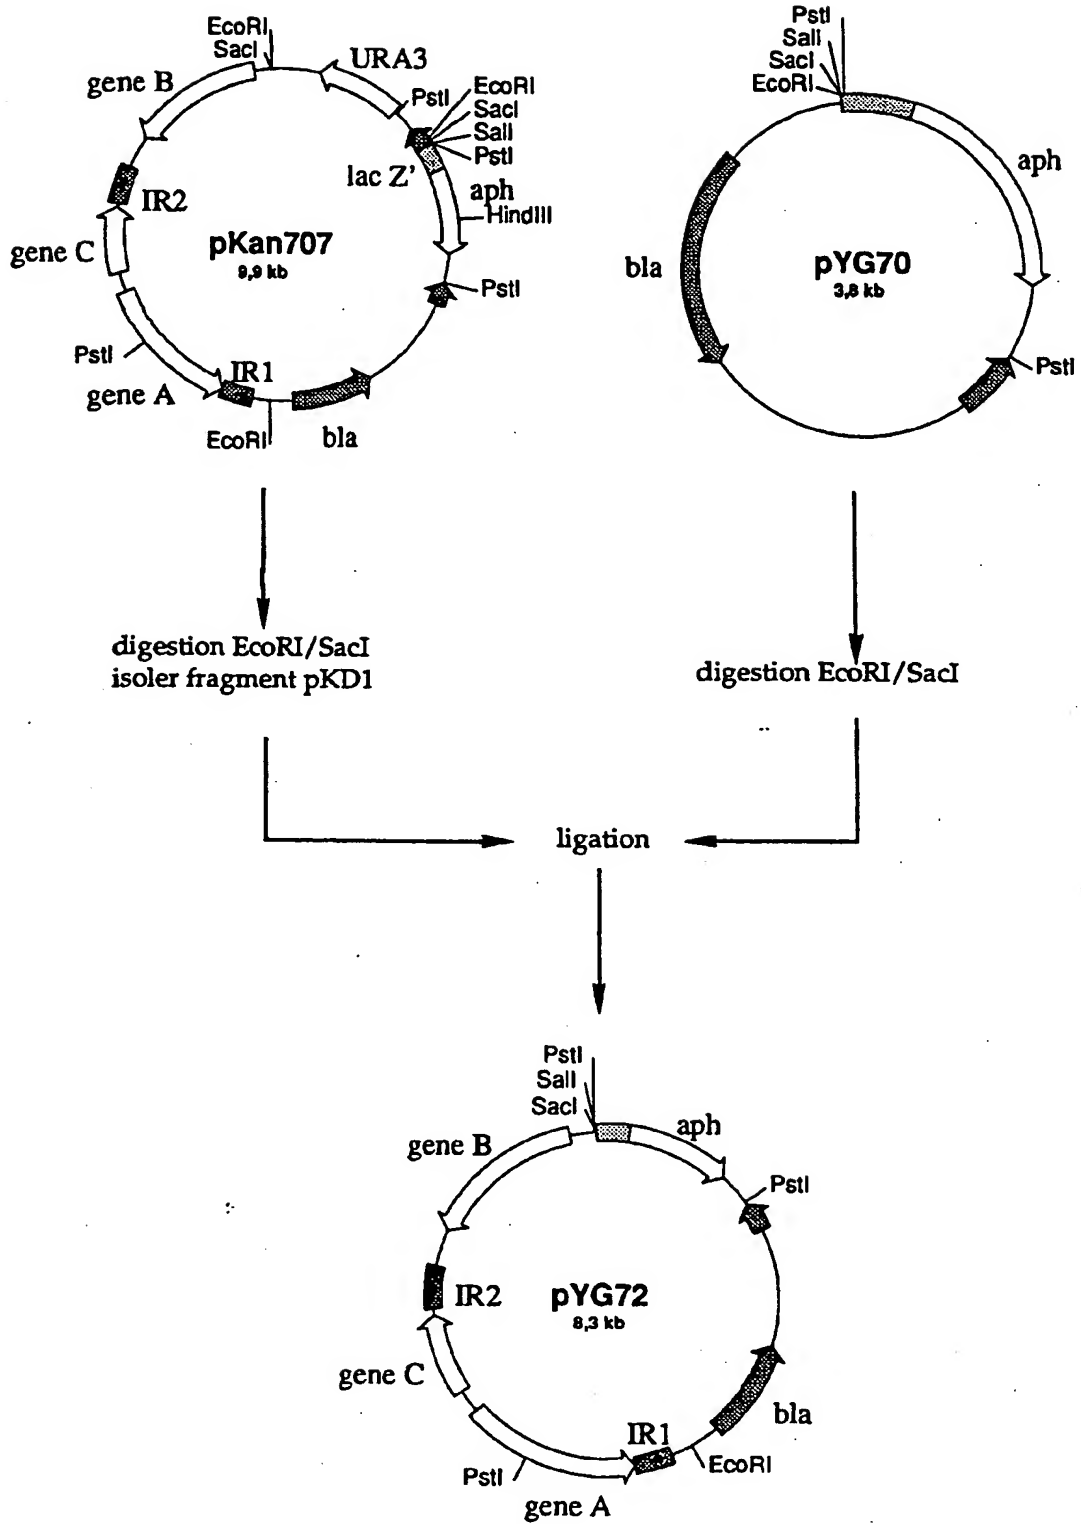 EcoRI
SacI
URA3
gene B
PstI
EcoRI
SacI
SalI
PstI
lac Z'
aph
HindIII
IR2
gene C
pKan707
9,9 kb
PstI
PstI
IR1
gene A
EcoRI
bla
PstI
SalI
SacI
EcoRI
aph
bla
pYG70
3,8 kb
PstI
digestion EcoRI/SacI
isoler fragment pKD1
digestion EcoRI/SacI
ligation
PstI
SalI
SacI
aph
gene B
PstI
IR2
pYG72
8,3 kb
gene C
bla
IR1
EcoRI
PstI
gene A